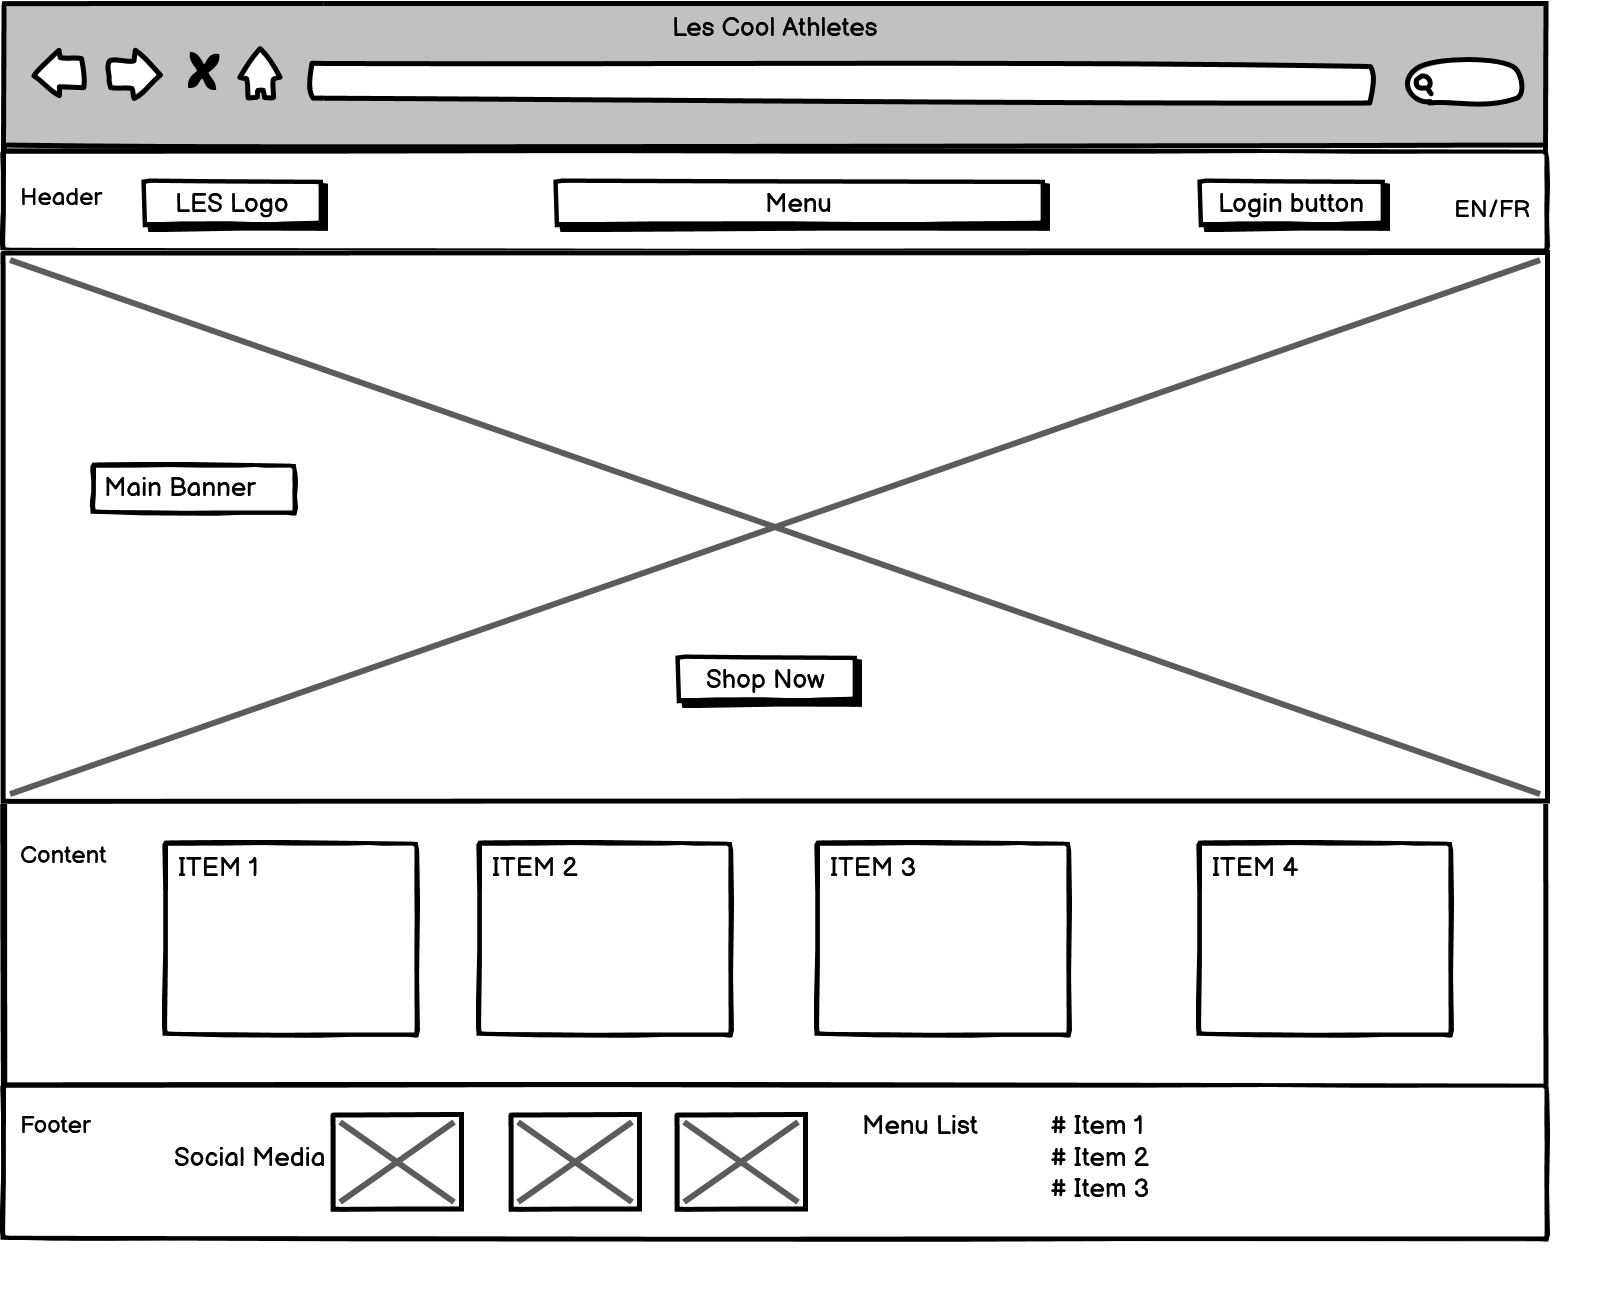 Les Cool Athletes
Header
LES Logo
Menu
Login button
EN/FR
Main Banner
Shop Now
Content
ITEM 1
ITEM 2
ITEM 3
ITEM 4
Footer
Social Media
Menu List
# Item 1
# Item 2
# Item 3